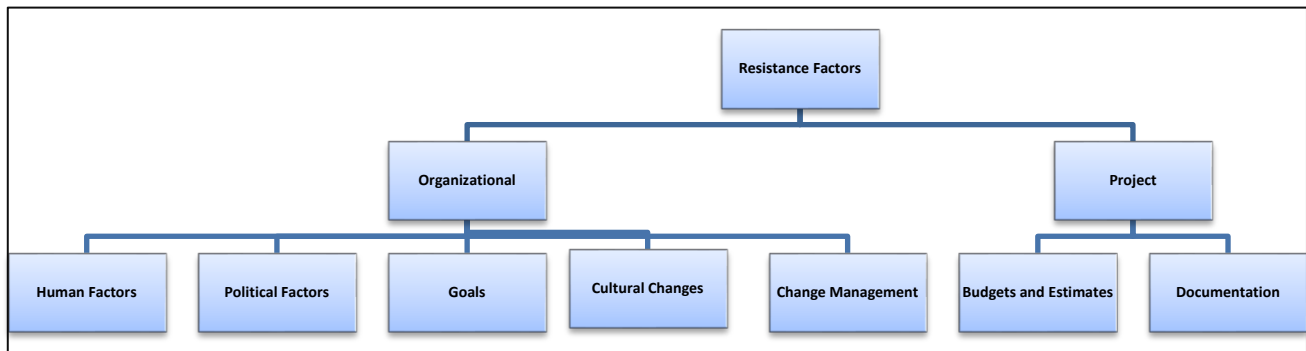 Resistance Factors
Organizational
Project
Human Factors
Political Factors
Goals
Cultural Changes
Change Management
Budgets and Estimates
Documentation